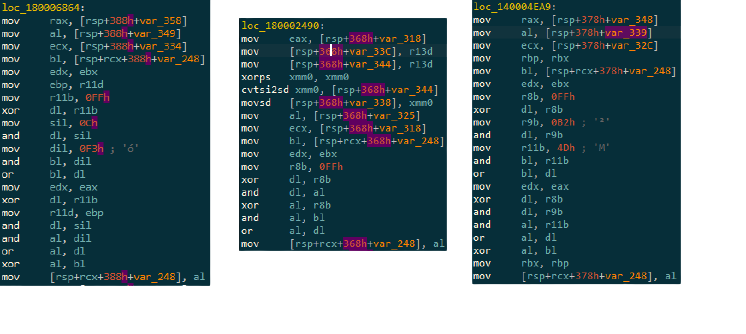 loc_180006864:
mov rax, [rsp+388h+var_358]
mov al, [rsp+388h+var_349]
mov ecx, [rsp+388h+var_334]
mov bl, [rsp+rcx+388h+var_248]
mov edx, ebx
mov ebp, r11d
mov r11b, 0FFh
xor dl, r11b
mov sil, 0Ch
and dl, sil
mov dil, 0F3h ; 'ó'
and bl, dil
or bl, dl
mov edx, eax
xor dl, r11b
mov r11d, ebp
and dl, sil
and al, dil
or al, dl
xor al, bl
mov [rsp+rcx+388h+var_248], al
loc_180002490:
mov eax, [rsp+368h+var_318]
mov [rsp+368h+var_33C], r13d
mov [rsp+368h+var_344], r13d
xorps xmm0, xmm0
cvtsi2sd xmm0, [rsp+368h+var_344]
movsd [rsp+368h+var_338], xmm0
mov al, [rsp+368h+var_325]
mov ecx, [rsp+368h+var_318]
mov bl, [rsp+rcx+368h+var_248]
mov edx, ebx
mov r8b, 0FFh
xor dl, r8b
and dl, al
xor al, r8b
and al, bl
or al, dl
mov [rsp+rcx+368h+var_248], al
loc_140004EA9:
mov rax, [rsp+378h+var_348]
mov al, [rsp+378h+var_339]
mov ecx, [rsp+378h+var_32C]
mov rbp, rbx
mov bl, [rsp+rcx+378h+var_248]
mov edx, ebx
mov r8b, 0FFh
xor dl, r8b
mov r9b, 0B2h ; '²'
and dl, r9b
mov r11b, 4Dh ; 'M'
and bl, r11b
or bl, dl
mov edx, eax
xor dl, r8b
and dl, r9b
and al, r11b
or al, dl
xor al, bl
mov rbx, rbp
mov [rsp+rcx+378h+var_248], al